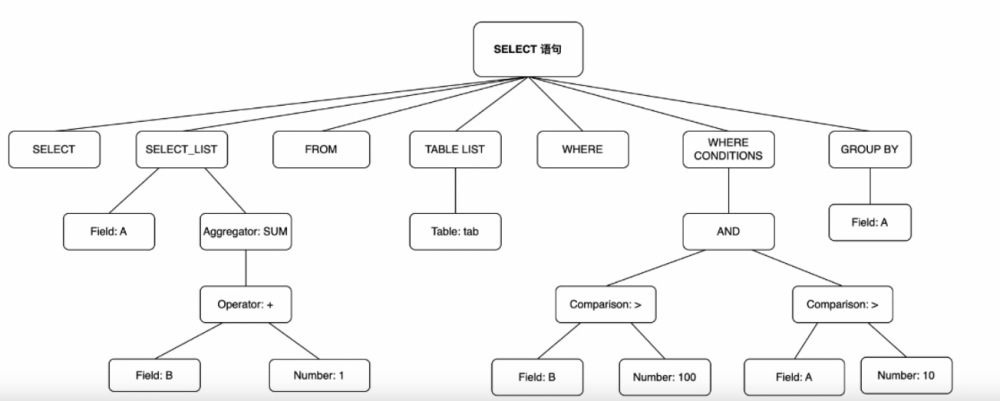 SELECT 语句
SELECT
SELECT_LIST
FROM
TABLE LIST
WHERE
WHERE
CONDITIONS
GROUP BY
Field: A
Aggregator: SUM
Table: tab
AND
Field: A
Operator: +
Comparison: >
Comparison: >
Field: B
Number: 1
Field: B
Number: 100
Field: A
Number: 10